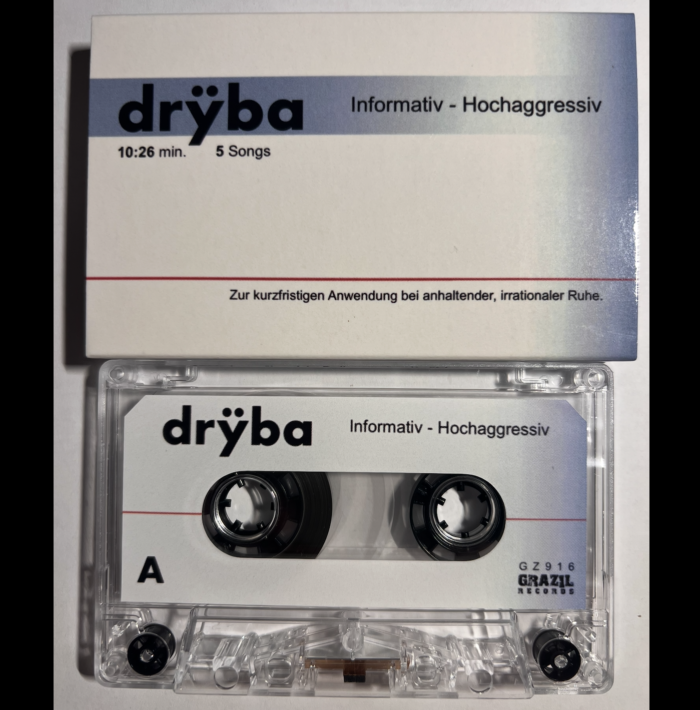 drÿba
Informativ - Hochaggressiv
10:26 min. 5 Songs
Zur kurzfristigen Anwendung bei anhaltender, irrationaler Ruhe.
drÿba
Informativ - Hochaggressiv
A
GZ916
GRAZIL
RECORDS